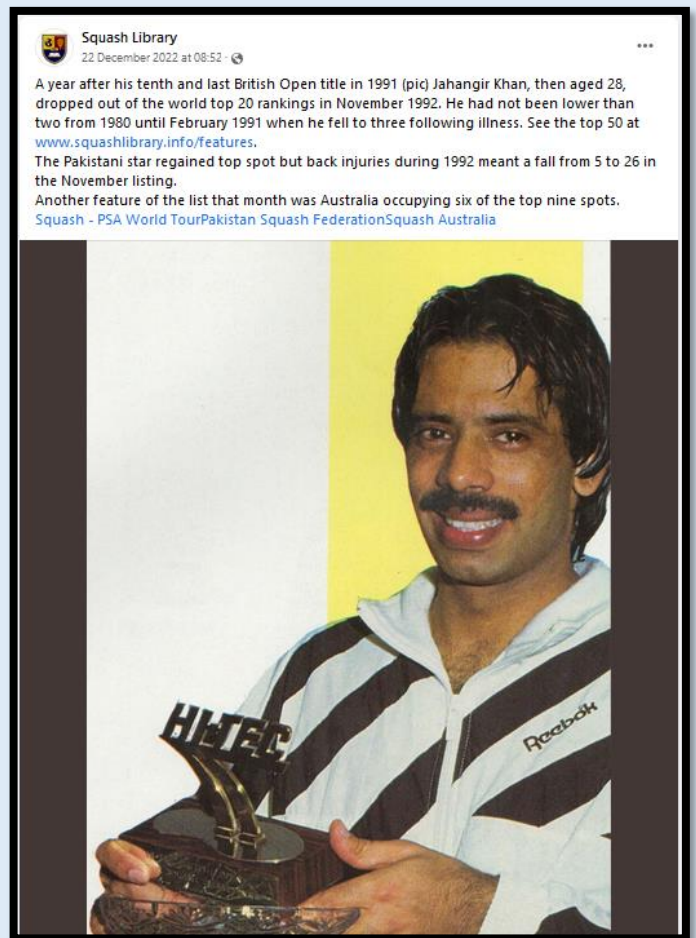 Squash Library
22 December 2022 at 08:52 ·
A year after his tenth and last British Open title in 1991 (pic) Jahangir Khan, then aged 28,
dropped out of the world top 20 rankings in November 1992. He had not been lower than
two from 1980 until February 1991 when he fell to three following illness. See the top 50 at
www.squashlibrary.info/features.
The Pakistani star regained top spot but back injuries during 1992 meant a fall from 5 to 26 in
the November listing.
Another feature of the list that month was Australia occupying six of the top nine spots.
Squash - PSA World TourPakistan Squash FederationSquash Australia
HI-TEC
Reebok